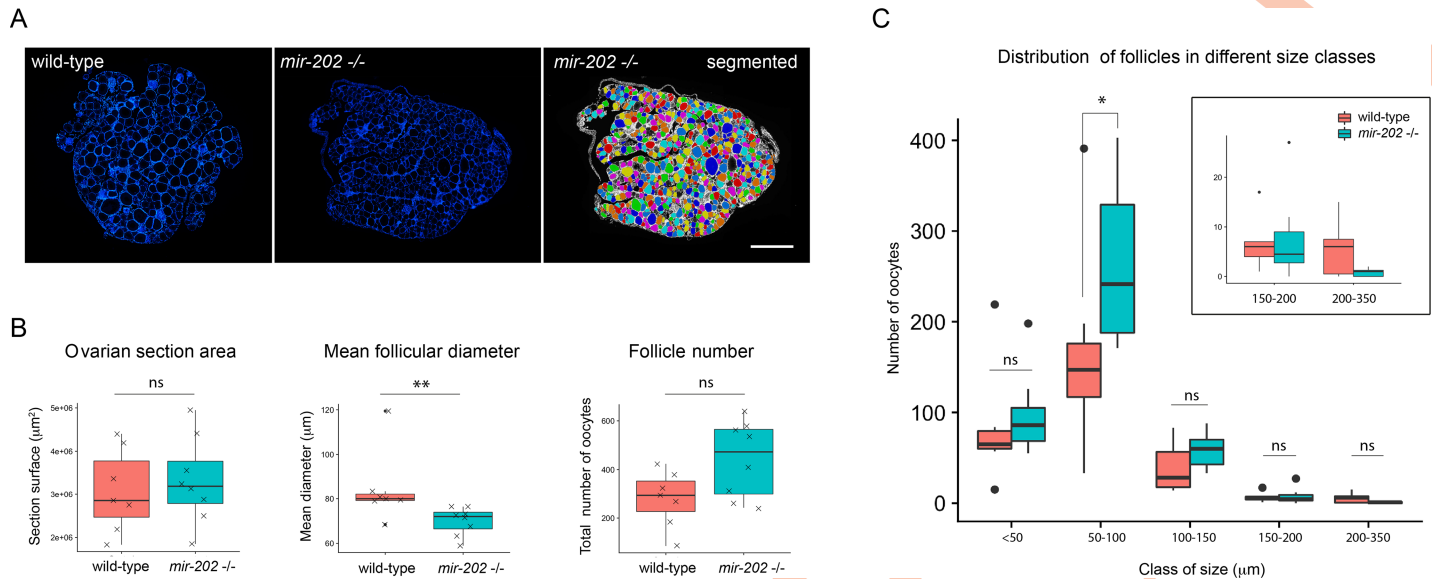 A
wild-type
mir-202 -/-
mir-202 -/- segmented
B
Ovarian section area
ns
Section surface (µm²)
5e+06
4e+06
3e+06
2e+06
wild-type mir-202 -/-
Mean follicular diameter
**
Mean diameter (µm)
120
100
80
60
wild-type mir-202 -/-
Follicle number
ns
Total number of oocytes
600
400
200
wild-type mir-202 -/-
C
Distribution of follicles in different size classes
Number of oocytes
400
300
200
100
0
ns
*
ns
ns
ns
<50 50-100 100-150 150-200 200-350
Class of size (µm)
wild-type
mir-202 -/-
20
10
0
150-200 200-350